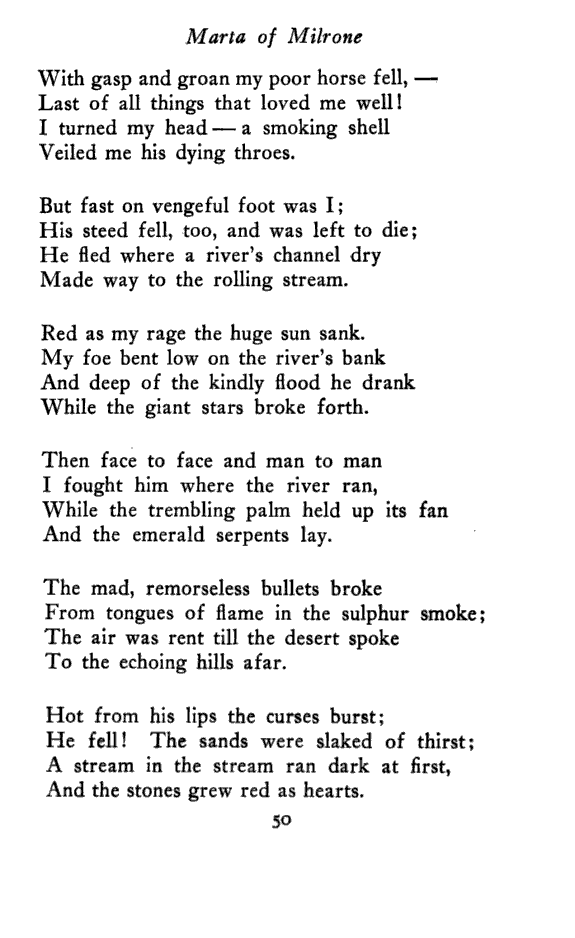 Marta of Milrone
With gasp and groan my poor horse fell, —
Last of all things that loved me well!
I turned my head — a smoking shell
Veiled me his dying throes.

But fast on vengeful foot was I;
His steed fell, too, and was left to die;
He fled where a river's channel dry
Made way to the rolling stream.

Red as my rage the huge sun sank.
My foe bent low on the river's bank
And deep of the kindly flood he drank
While the giant stars broke forth.

Then face to face and man to man
I fought him where the river ran,
While the trembling palm held up its fan
And the emerald serpents lay.

The mad, remorseless bullets broke
From tongues of flame in the sulphur smoke;
The air was rent till the desert spoke
To the echoing hills afar.

Hot from his lips the curses burst;
He fell! The sands were slaked of thirst;
A stream in the stream ran dark at first,
And the stones grew red as hearts.
50